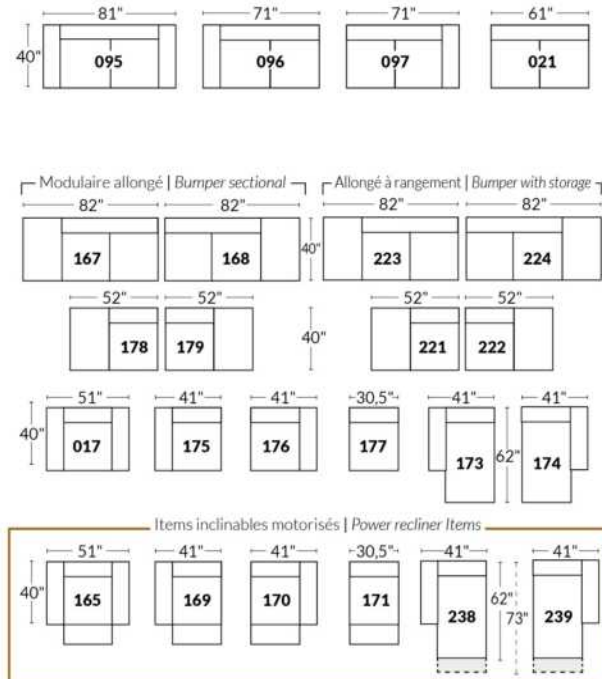 81" 71" 71" 61"
40" 095 096 097 021
Modulaire allongé | Bumper sectional Allongé à rangement | Bumper with storage
82" 82" 82" 82"
167 168 40" 223 224
52" 52" 52" 52"
178 179 40" 221 222
51" 41" 41" 30,5" 41" 41"
40" 017 175 176 177 173 62" 174
Items inclinables motorisés | Power recliner Items
51" 41" 41" 30,5" 41" 41"
40" 165 169 170 171 238 62" 73" 239